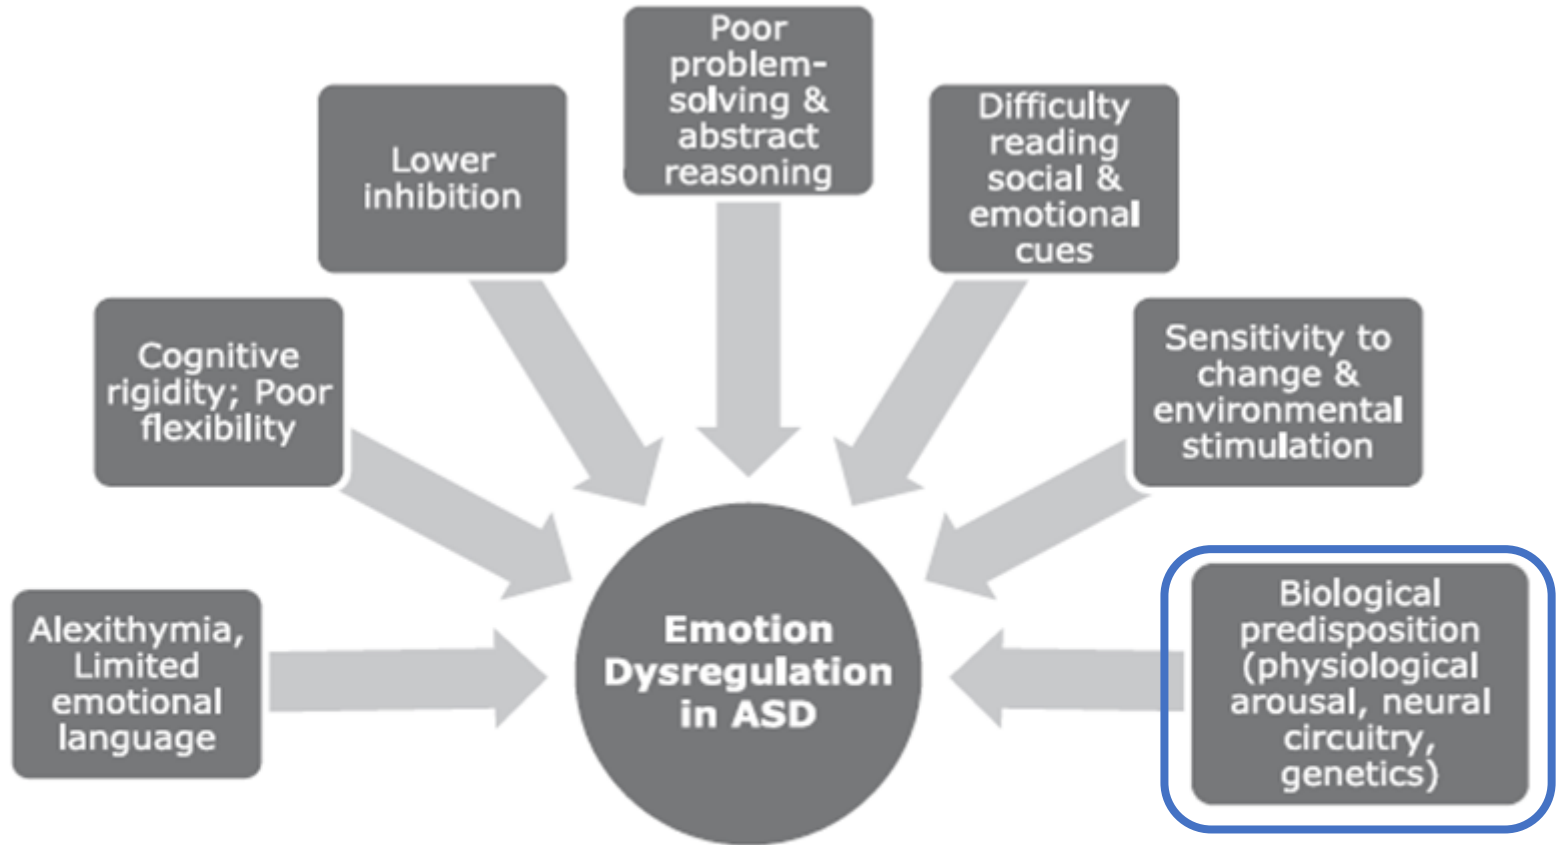 Poor
problem-
solving &
abstract
reasoning
Lower
inhibition
Difficulty
reading
social &
emotional
cues
Cognitive
rigidity; Poor
flexibility
Sensitivity to
change &
environmental
stimulation
Alexithymia,
Limited
emotional
language
Emotion
Dysregulation
in ASD
Biological
predisposition
(physiological
arousal, neural
circuitry,
genetics)